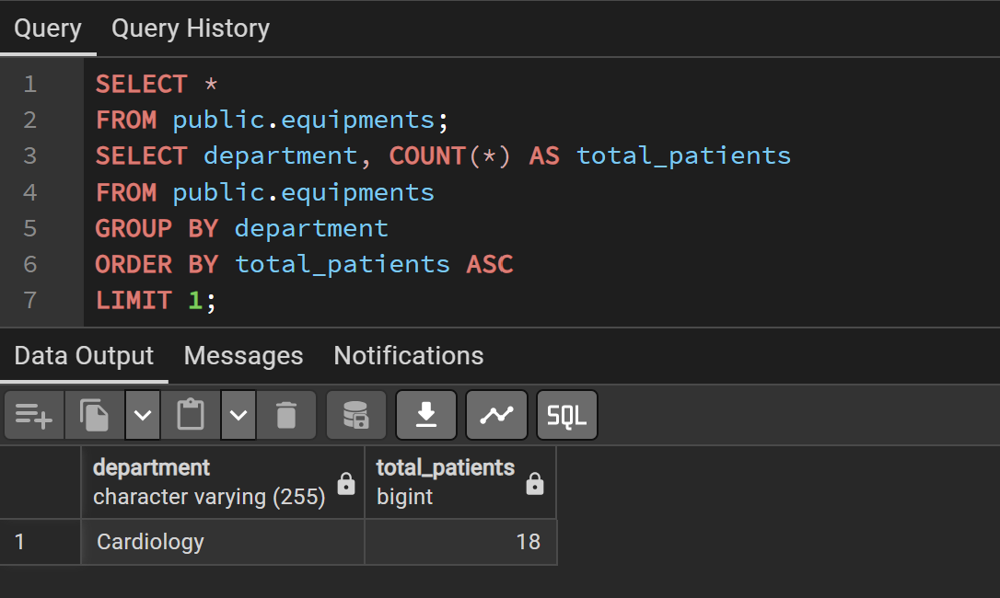 Query Query History
1 SELECT *
2 FROM public.equipments;
3 SELECT department, COUNT(*) AS total_patients
4 FROM public.equipments
5 GROUP BY department
6 ORDER BY total_patients ASC
7 LIMIT 1;
Data Output Messages Notifications
SQL
department total_patients
character varying (255) bigint
1 Cardiology 18